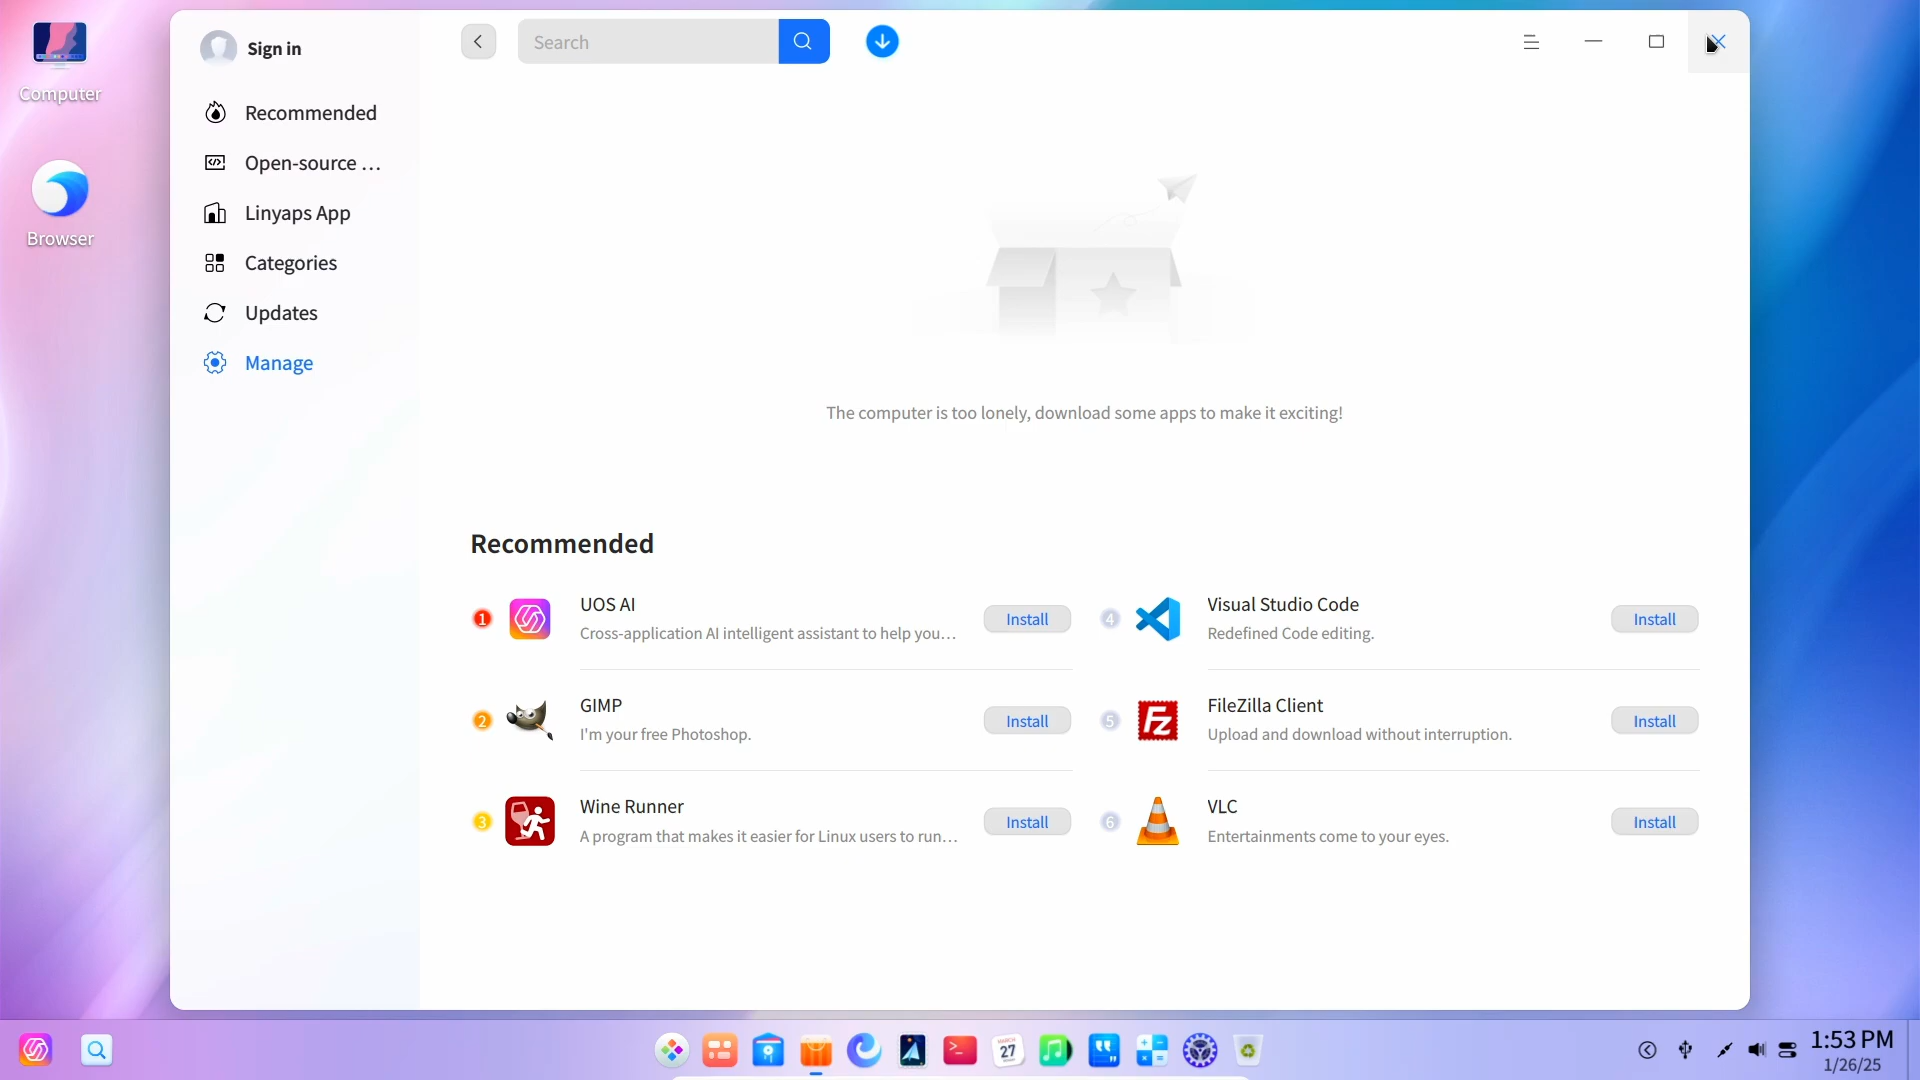 Computer
Browser
Sign in
Recommended
Open-source ...
Linyaps App
Categories
Updates
Manage
Search
The computer is too lonely, download some apps to make it exciting!
Recommended
1
UOS AI
Cross-application AI intelligent assistant to help you...
Install
4
Visual Studio Code
Redefined Code editing.
Install
2
GIMP
I'm your free Photoshop.
Install
5
Fz
FileZilla Client
Upload and download without interruption.
Install
3
Wine Runner
A program that makes it easier for Linux users to run...
Install
6
VLC
Entertainments come to your eyes.
Install
MARCH
27
1:53 PM
1/26/25